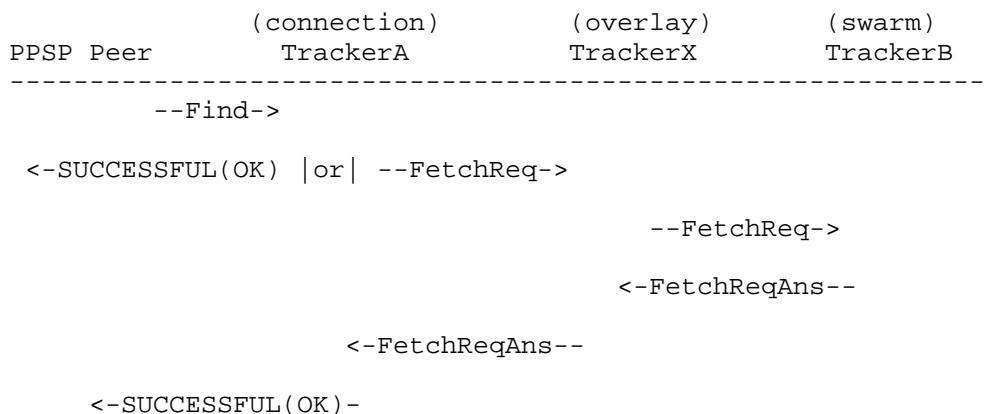 (connection) (overlay) (swarm)
PPSP Peer TrackerA TrackerX TrackerB
-------------------------------------------------------------
--Find->
<-SUCCESSFUL(OK) |or| --FetchReq->
--FetchReq->
<-FetchReqAns--
<-FetchReqAns--
<-SUCCESSFUL(OK)-